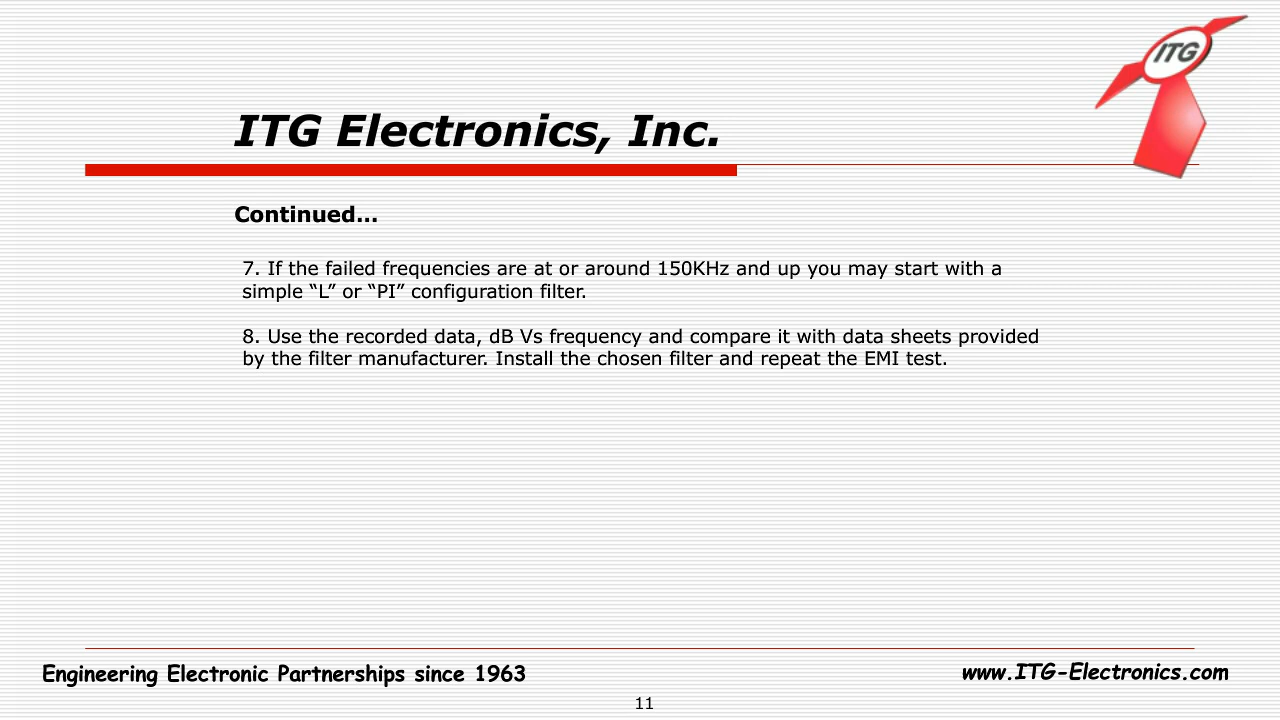 ITG
ITG Electronics, Inc.
Continued…
7. If the failed frequencies are at or around 150KHz and up you may start with a
simple “L” or “PI” configuration filter.
8. Use the recorded data, dB Vs frequency and compare it with data sheets provided
by the filter manufacturer. Install the chosen filter and repeat the EMI test.
Engineering Electronic Partnerships since 1963
www.ITG-Electronics.com
11